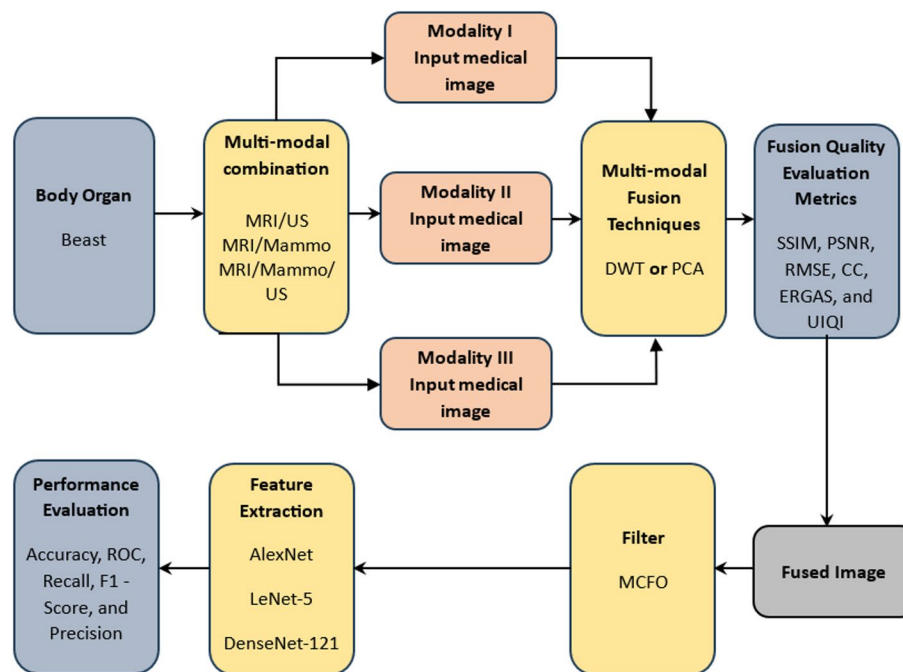 Modality I
Input medical
image
Body Organ
Beast
Multi-modal
combination
MRI/US
MRI/Mammo
MRI/Mammo/
US
Modality II
Input medical
image
Multi-modal
Fusion
Techniques
DWT or PCA
Fusion Quality
Evaluation
Metrics
SSIM, PSNR,
RMSE, CC,
ERGAS, and
UIQI
Modality III
Input medical
image
Performance
Evaluation
Accuracy, ROC,
Recall, F1 -
Score, and
Precision
Feature
Extraction
AlexNet
LeNet-5
DenseNet-121
Filter
MCFO
Fused Image